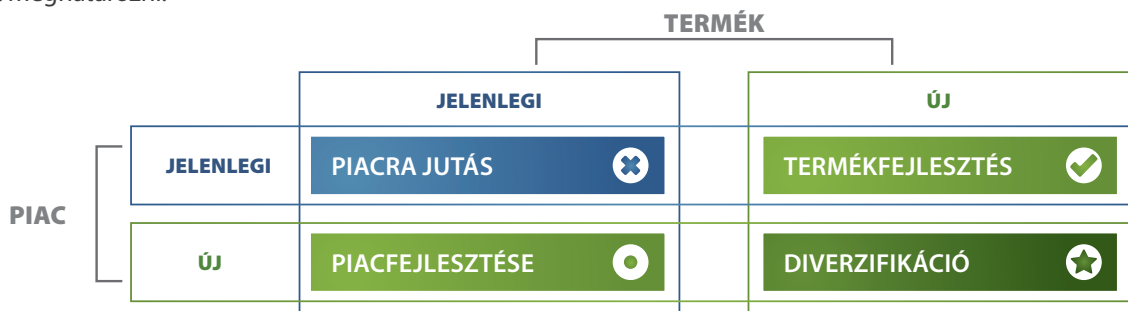 TERMÉK
JELENLEGI ÚJ
JELENLEGI PIACRA JUTÁS TERMÉKFEJLESZTÉS
PIAC
ÚJ PIACFEJLESZTÉSE DIVERZIFIKÁCIÓ